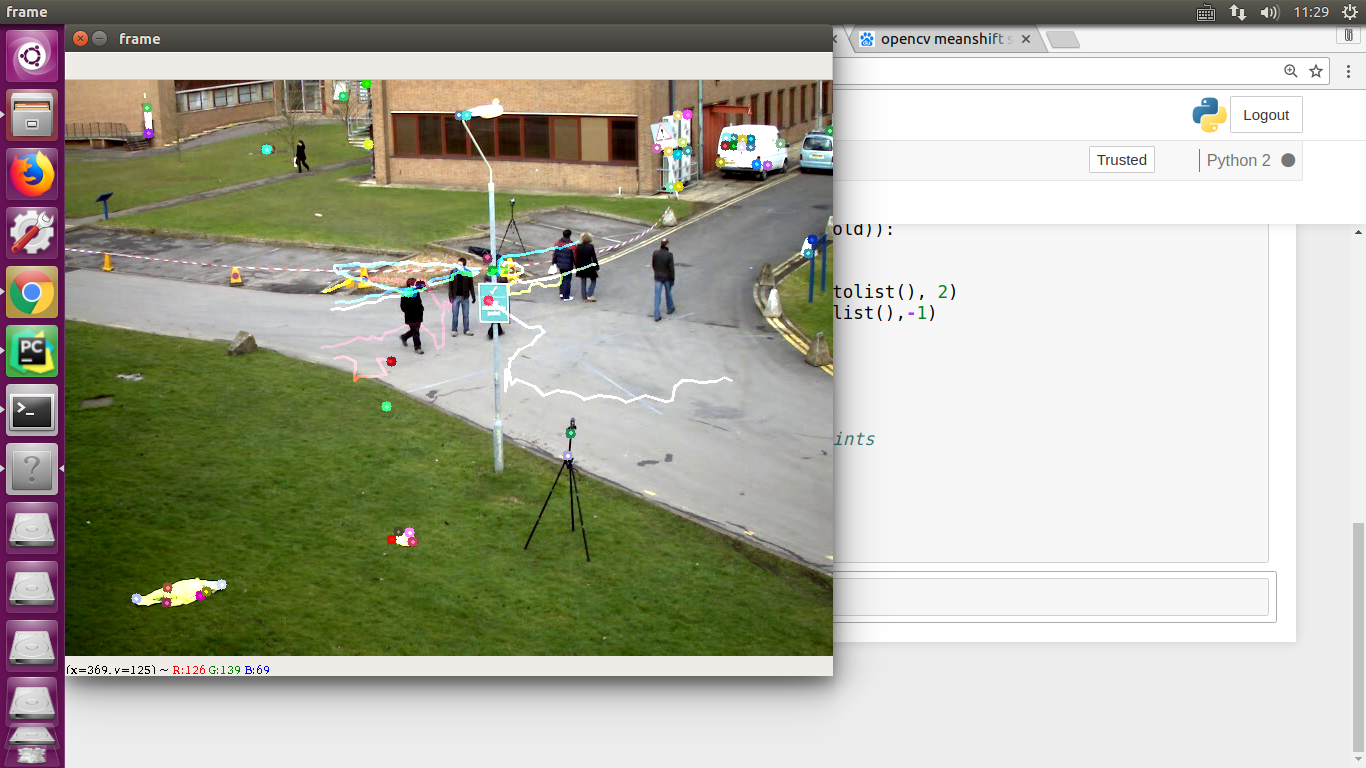 frame
11:29
frame
opencv meanshift s
Logout
Trusted
Python 2
old)):
tolist(), 2)
list(),-1)
ints
(x=369, y=125) ~ R:126 G:139 B:69
PC
>_
?